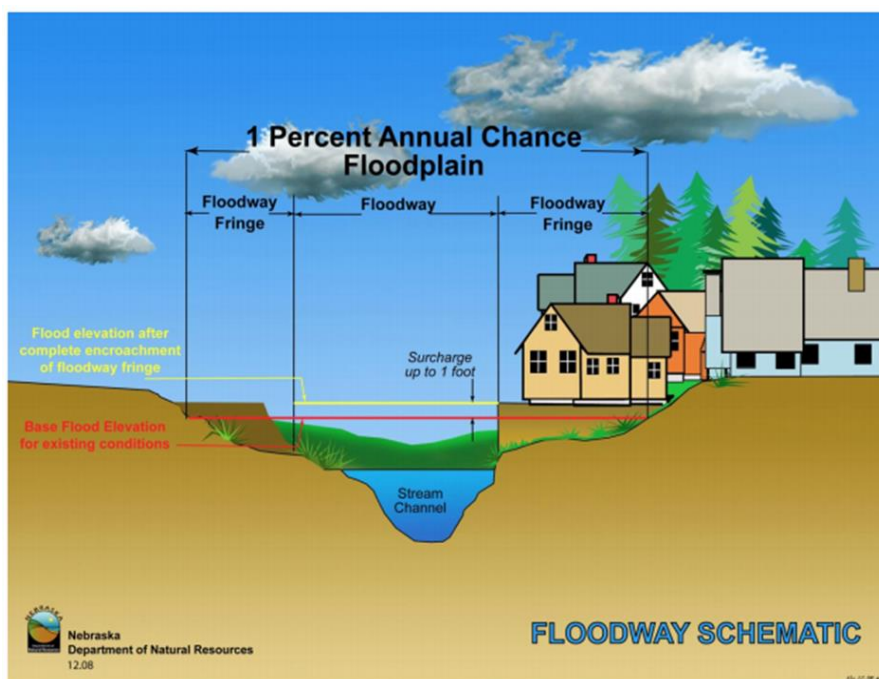 1 Percent Annual Chance
Floodplain
Floodway
Fringe
Floodway
Floodway
Fringe
Flood elevation after
complete encroachment
of floodway fringe
Surcharge
up to 1 foot
Base Flood Elevation
for existing conditions
Stream
Channel
NEBRASKA
Nebraska
Department of Natural Resources
12.08
FLOODWAY SCHEMATIC